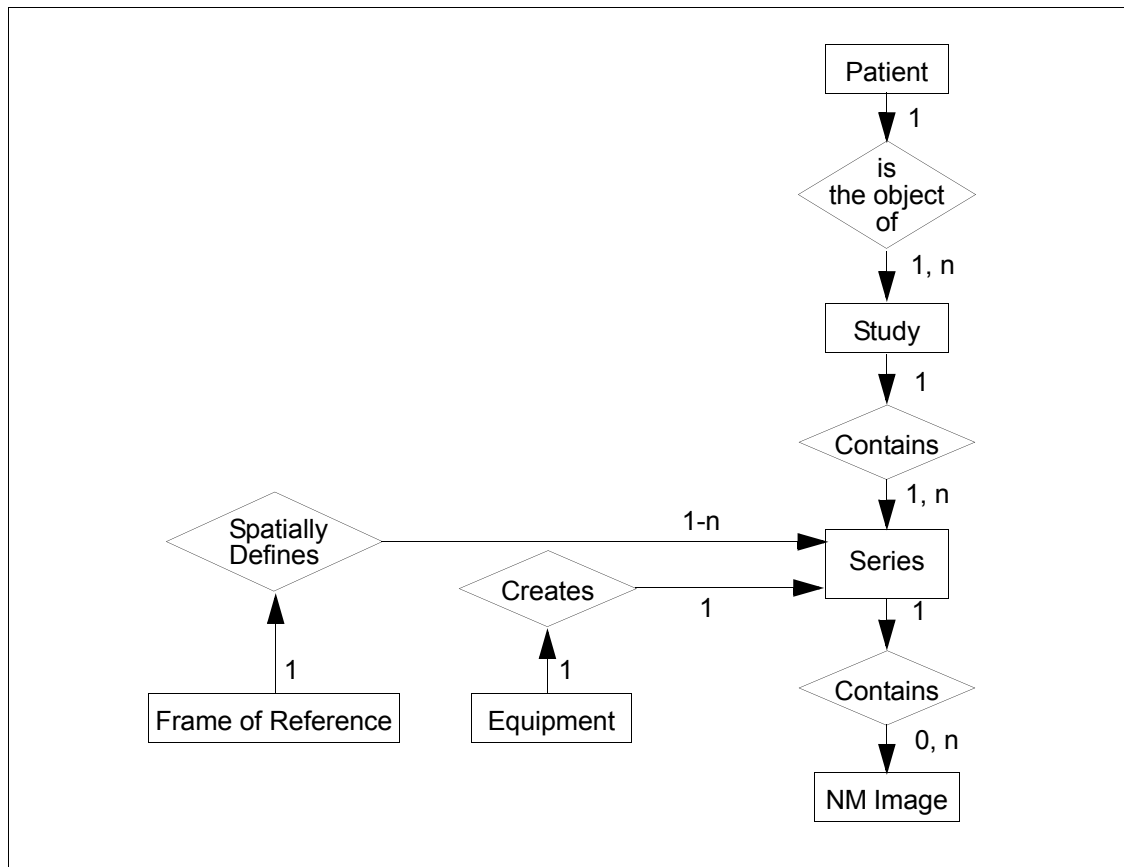 Patient
1
is
the object
of
1, n
Study
1
Contains
1, n
Spatially
Defines
1-n
Series
Creates
1
1
1
1
Contains
Frame of Reference
Equipment
0, n
NM Image